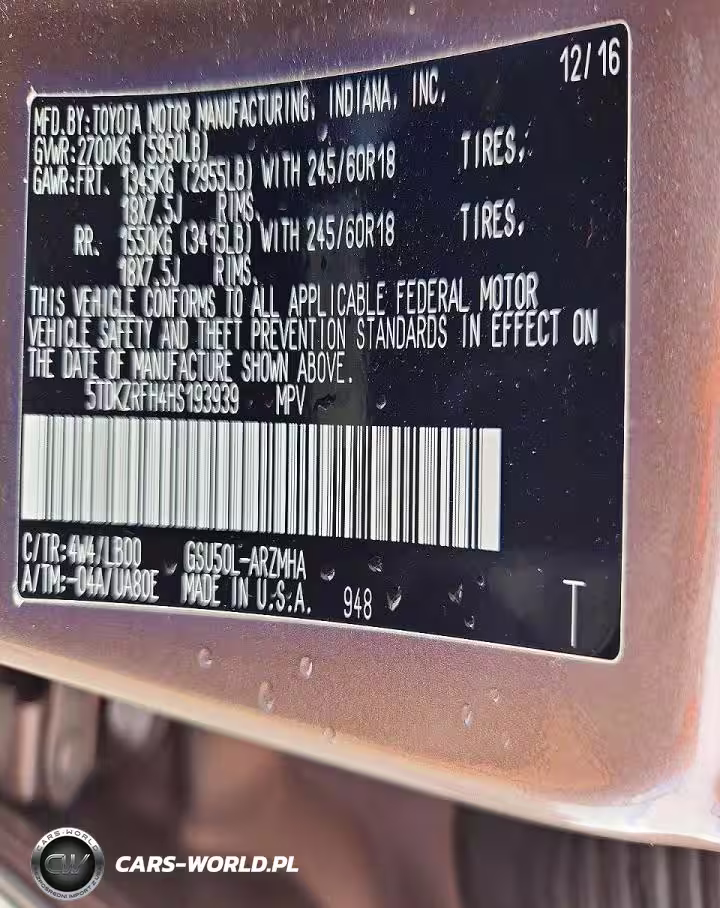 12/16
MFD.BY:TOYOTA MOTOR MANUFACTURING, INDIANA, INC.
GVWR:2700KG (5950LB)
GAWR:FRT. 1345KG (2955LB) WITH 245/60R18 TIRES,
18X7.5J RIMS,
RR. 1550KG (3415LB) WITH 245/60R18 TIRES,
18X7.5J RIMS,
THIS VEHICLE CONFORMS TO ALL APPLICABLE FEDERAL MOTOR
VEHICLE SAFETY AND THEFT PREVENTION STANDARDS IN EFFECT ON
THE DATE OF MANUFACTURE SHOWN ABOVE.
5TDKZRFH4HS193939 MPV
C/TR:4W4/LB00 GSU50L-ARZMHA
A/TM:-04A/UA80E MADE IN U.S.A. 948 T
CARS-WORLD
CW
CARS-WORLD.PL